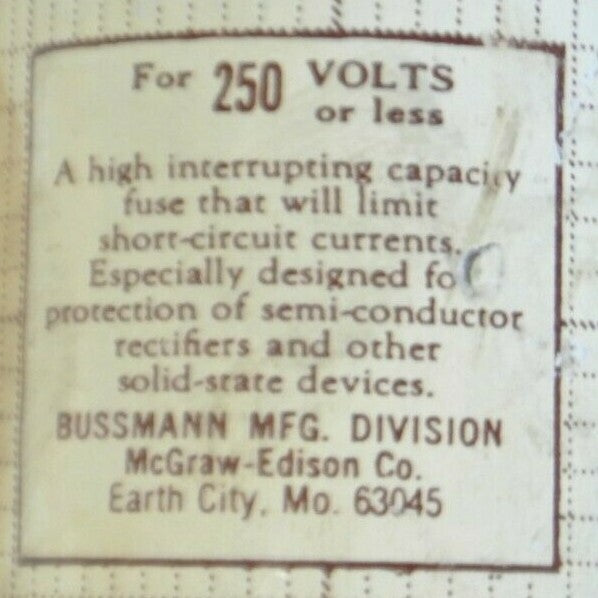 For 250 VOLTS
or less
A high interrupting capacity
fuse that will limit
short-circuit currents.
Especially designed for
protection of semi-conductor
rectifiers and other
solid-state devices.
BUSSMANN MFG. DIVISION
McGraw-Edison Co.
Earth City, Mo. 63045